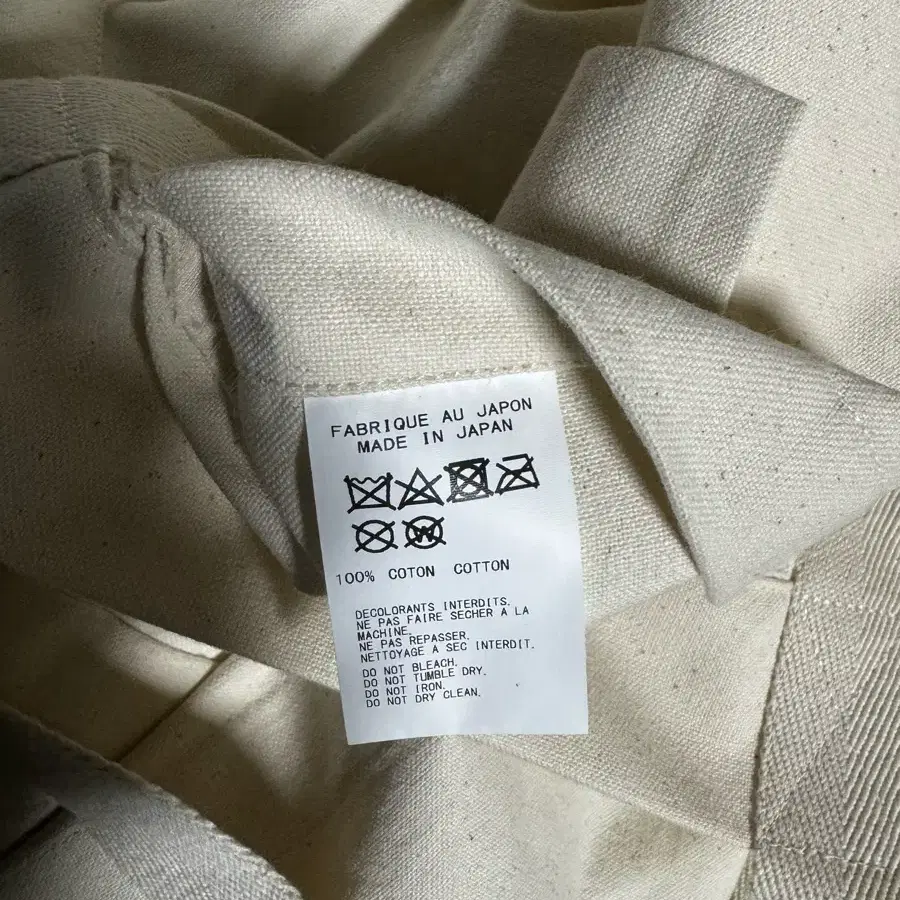 FABRIQUE AU JAPON
MADE IN JAPAN
W
100% COTON COTTON
DECOLORANTS INTERDITS.
NE PAS FAIRE SECHER A LA
MACHINE.
NE PAS REPASSER.
NETTOYAGE A SEC INTERDIT.
DO NOT BLEACH.
DO NOT TUMBLE DRY.
DO NOT IRON.
DO NOT DRY CLEAN.